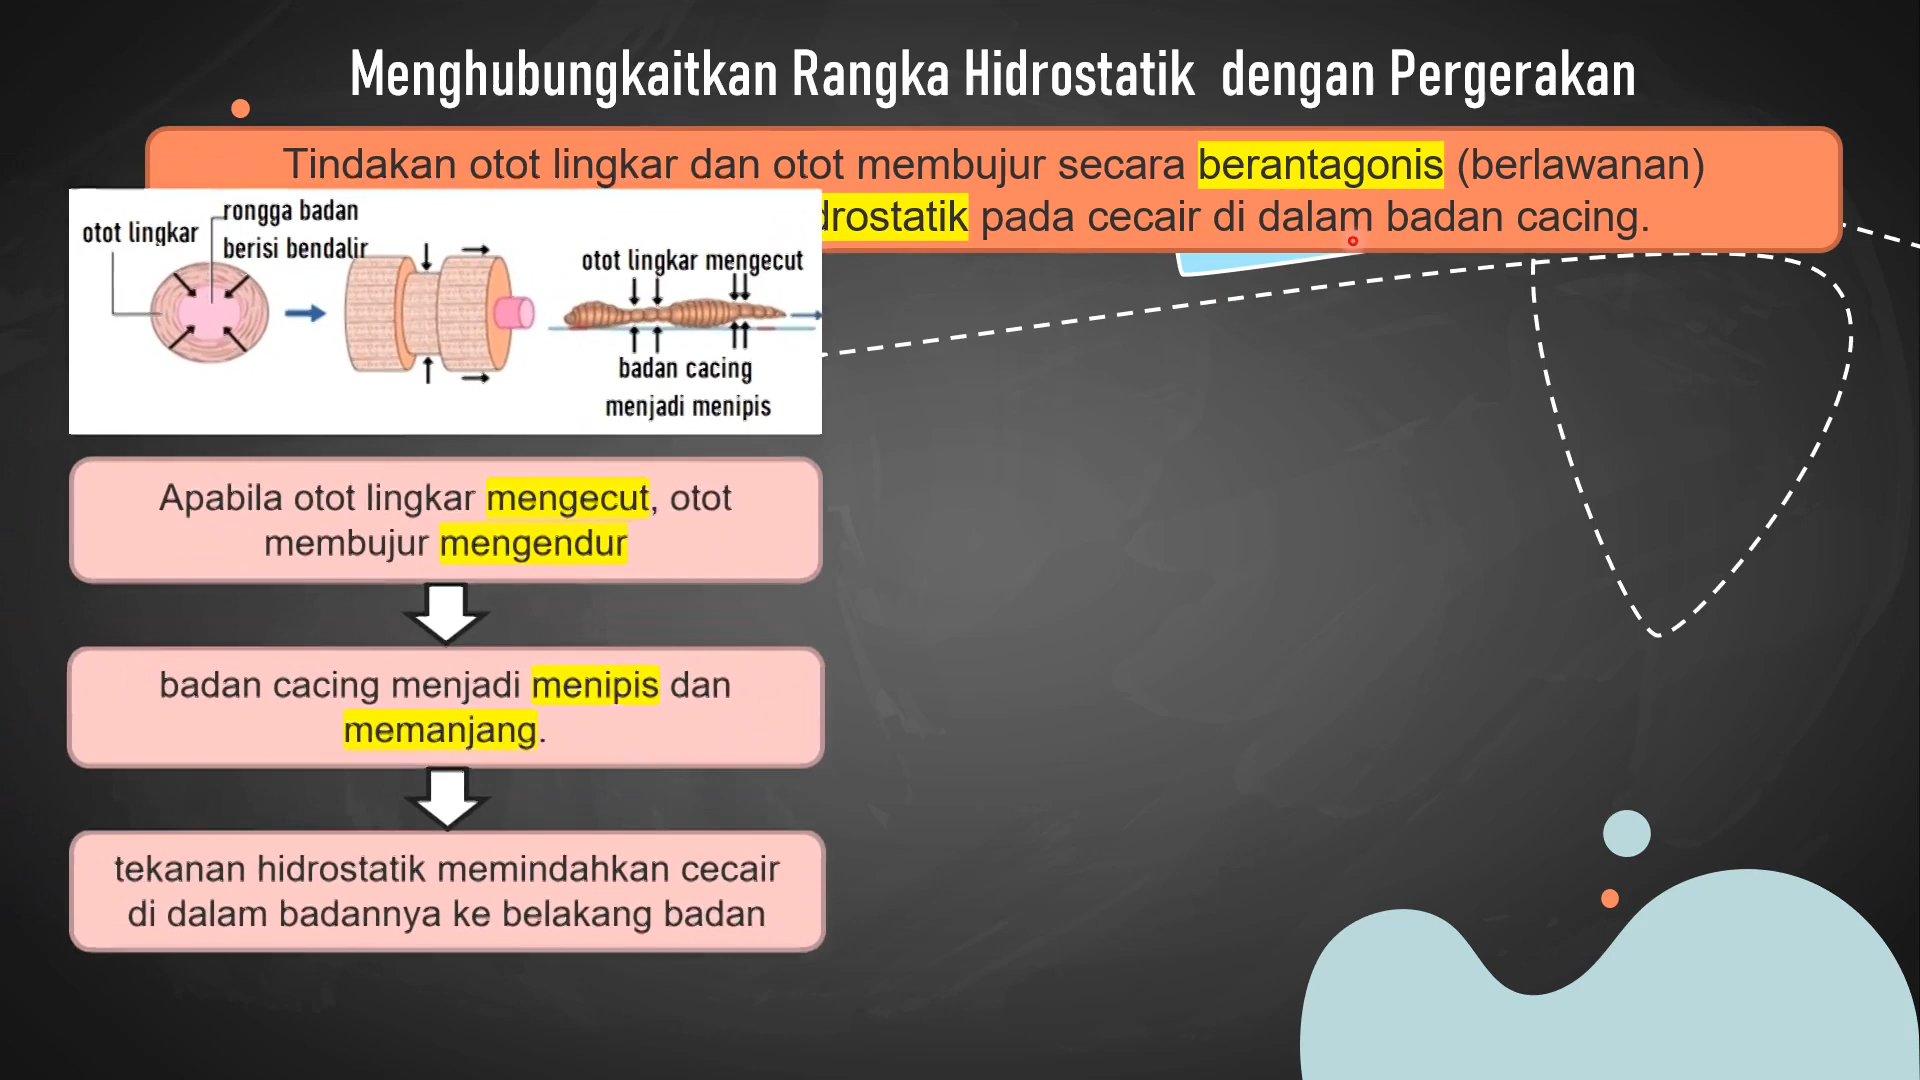 Menghubungkaitkan Rangka Hidrostatik dengan Pergerakan
Tindakan otot lingkar dan otot membujur secara berantagonis (berlawanan)
drostatik pada cecair di dalam badan cacing.
otot lingkar
rongga badan
berisi bendalir
otot lingkar mengecut
badan cacing
menjadi menipis
Apabila otot lingkar mengecut, otot
membujur mengendur
badan cacing menjadi menipis dan
memanjang.
tekanan hidrostatik memindahkan cecair
di dalam badannya ke belakang badan